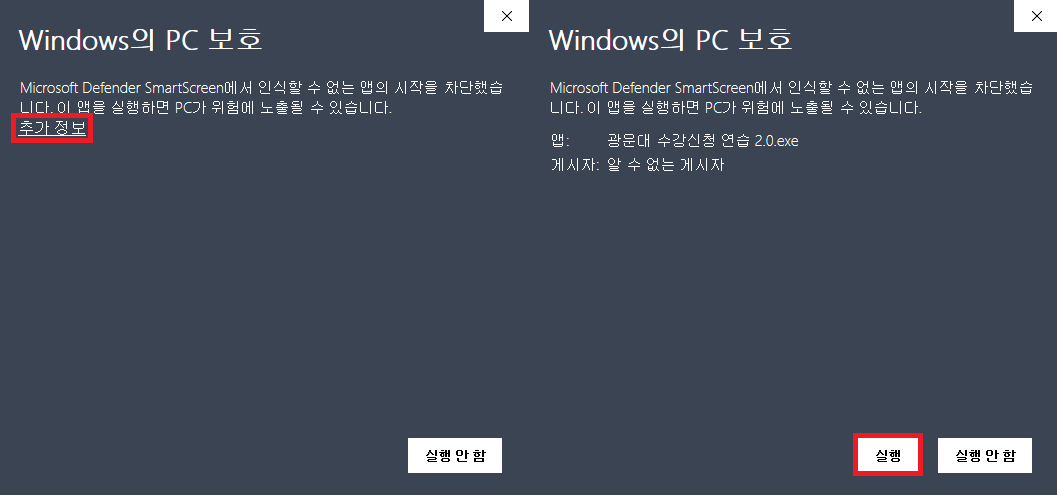 Windows의 PC 보호
Microsoft Defender SmartScreen에서 인식할 수 없는 앱의 시작을 차단했습
니다. 이 앱을 실행하면 PC가 위험에 노출될 수 있습니다.
추가 정보
실행 안 함
Windows의 PC 보호
Microsoft Defender SmartScreen에서 인식할 수 없는 앱의 시작을 차단했습
니다. 이 앱을 실행하면 PC가 위험에 노출될 수 있습니다.
앱: 광운대 수강신청 연습 2.0.exe
게시자: 알 수 없는 게시자
실행 실행 안 함